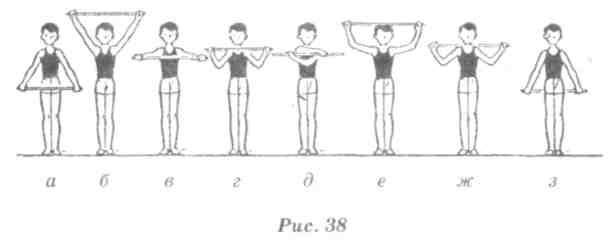 а б в г д е ж з
Рис. 38